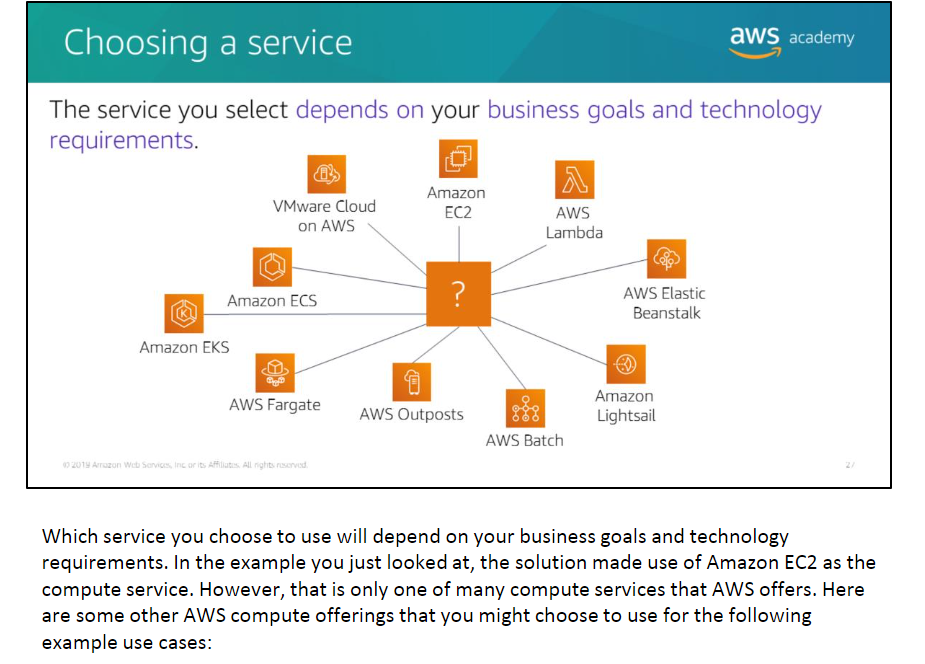 Choosing a service
aws academy
The service you select depends on your business goals and technology
requirements.
VMware Cloud
on AWS
Amazon
EC2
AWS
Lambda
?
Amazon ECS
AWS Elastic
Beanstalk
K
Amazon EKS
AWS Fargate
AWS Outposts
AWS Batch
Amazon
Lightsail
© 2018 Amazon Web Services, Inc. or its Affiliates. All rights reserved.
27
Which service you choose to use will depend on your business goals and technology
requirements. In the example you just looked at, the solution made use of Amazon EC2 as the
compute service. However, that is only one of many compute services that AWS offers. Here
are some other AWS compute offerings that you might choose to use for the following
example use cases: